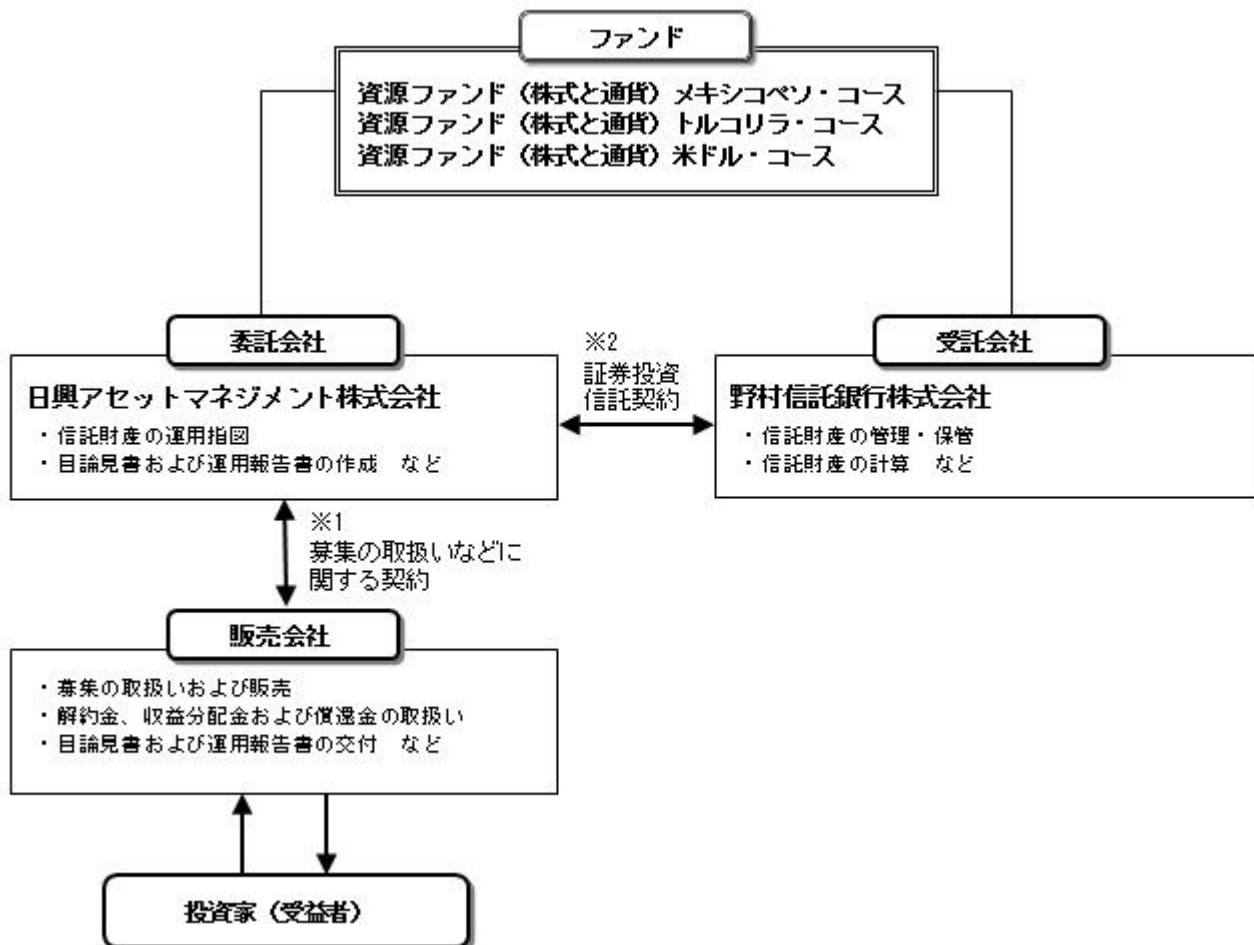 ファンド
資源ファンド（株式と通貨）メキシコペソ・コース
資源ファンド（株式と通貨）トルコリラ・コース
資源ファンド（株式と通貨）米ドル・コース
委託会社
日興アセットマネジメント株式会社
・信託財産の運用指図
・目論見書および運用報告書の作成　など
※2
証券投資
信託契約
受託会社
野村信託銀行株式会社
・信託財産の管理・保管
・信託財産の計算　など
※1
募集の取扱いなどに
関する契約
販売会社
・募集の取扱いおよび販売
・解約金、収益分配金および償還金の取扱い
・目論見書および運用報告書の交付　など
投資家（受益者）